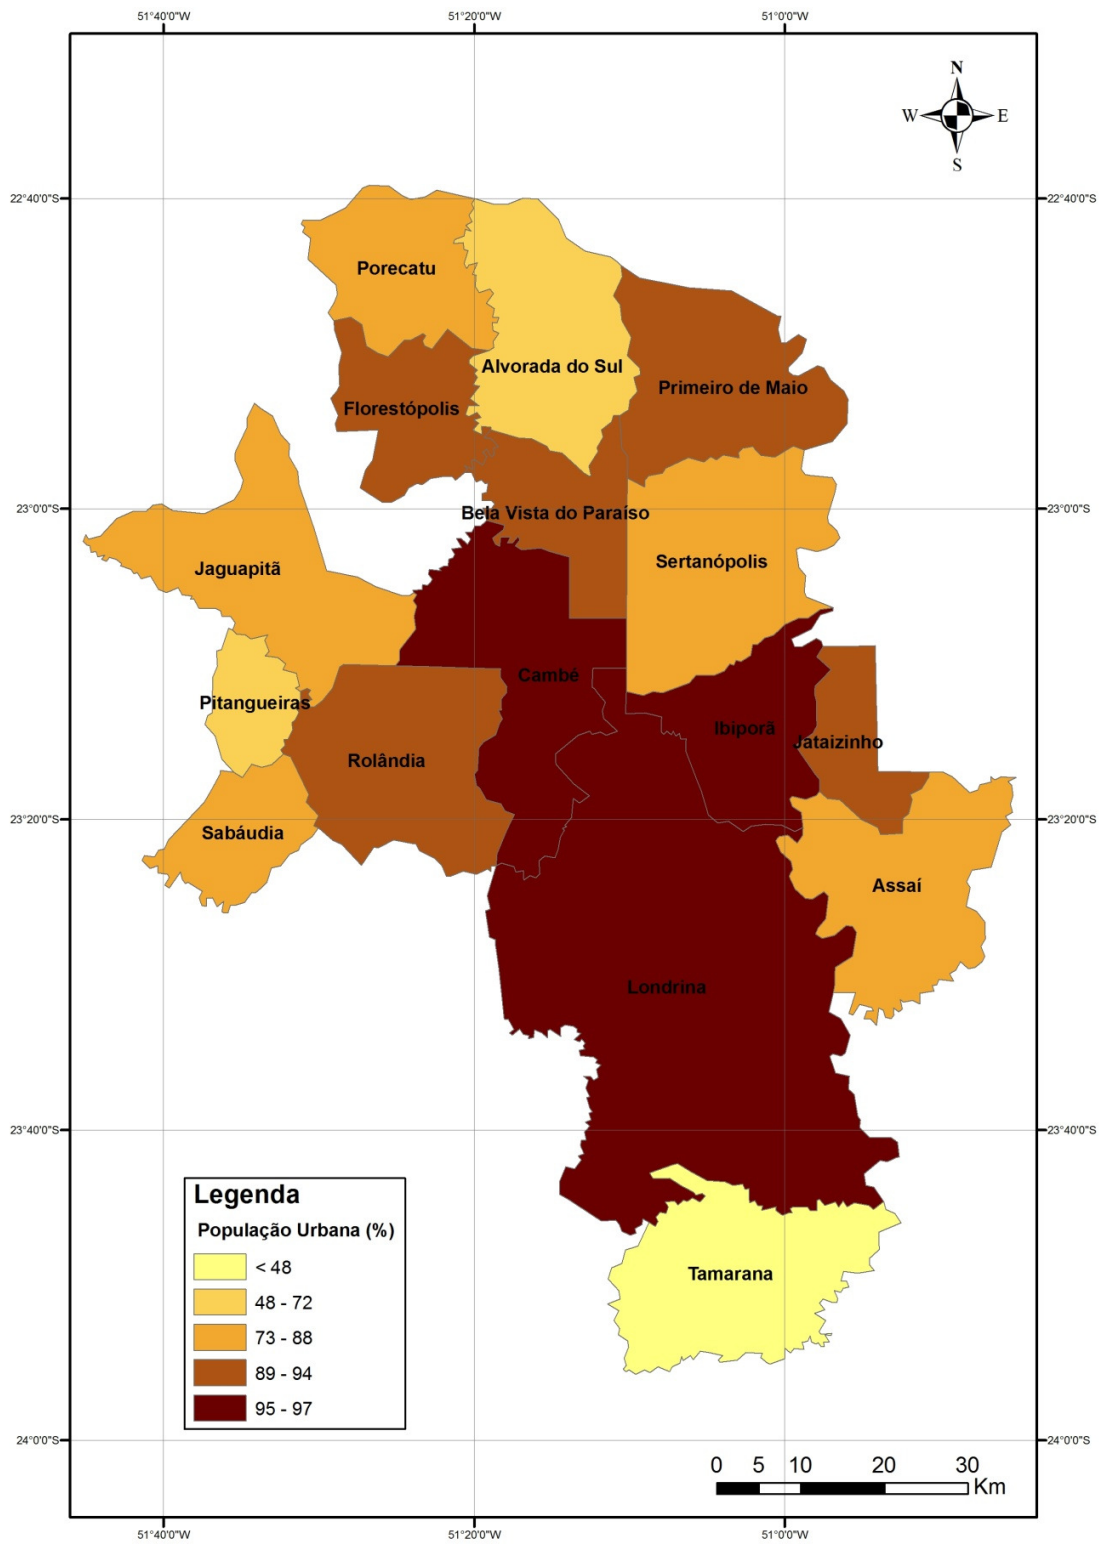 51°40'0"W 51°20'0"W 51°0'0"W
N
W E
S
22°40'0"S 22°40'0"S
Porecatu
Alvorada do Sul
Primeiro de Maio
Florestópolis
23°0'0"S 23°0'0"S
Bela Vista do Paraíso
Sertanópolis
Jaguapitã
Cambé
Pitangueiras
Ibiporã
Jataizinho
Rolândia
23°20'0"S 23°20'0"S
Sabáudia
Assaí
Londrina
23°40'0"S 23°40'0"S
Tamarana
Legenda
População Urbana (%)
< 48
48 - 72
73 - 88
89 - 94
95 - 97
24°0'0"S 24°0'0"S
0 5 10 20 30
Km
51°40'0"W 51°20'0"W 51°0'0"W